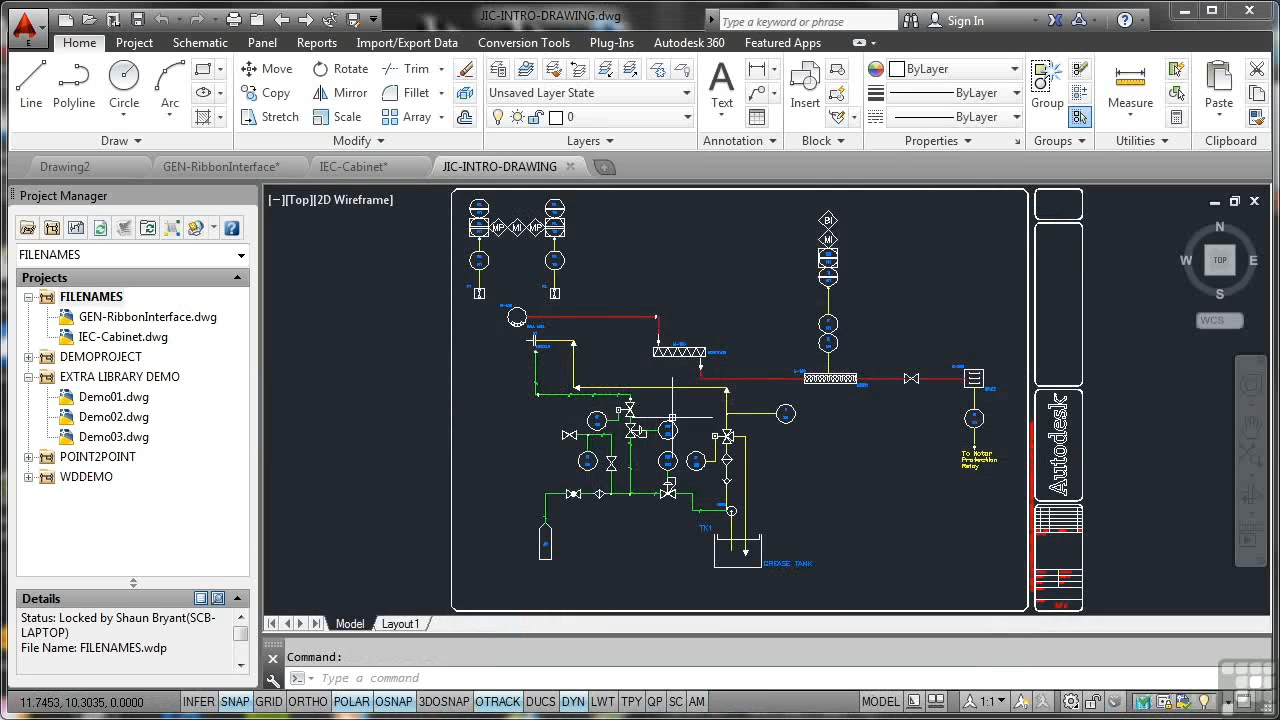 JIC-INTRO-DRAWING.dwg
Type a keyword or phrase
Sign In
E
Home Project Schematic Panel Reports Import/Export Data Conversion Tools Plug-Ins Autodesk 360 Featured Apps
Line Polyline Circle Arc
Move Rotate Trim
Copy Mirror Fillet
Stretch Scale Array
Unsaved Layer State
0
Text
Insert
ByLayer
ByLayer
ByLayer
Group
Measure
Paste
Draw Modify Layers Annotation Block Properties Groups Utilities Clipboard
Drawing2 GEN-RibbonInterface* IEC-Cabinet* JIC-INTRO-DRAWING
Project Manager
FILENAMES
Projects
FILENAMES
GEN-RibbonInterface.dwg
IEC-Cabinet.dwg
DEMOPROJECT
EXTRA LIBRARY DEMO
Demo01.dwg
Demo02.dwg
Demo03.dwg
POINT2POINT
WDDEMO
Details
Status: Locked by Shaun Bryant(SCB-
LAPTOP)
File Name: FILENAMES.wdp
[−][Top][2D Wireframe]
MP MI MP
BI
MI
To Motor
Protection
Relay
TK1
GREASE TANK
Autodesk
N
W TOP E
S
WCS
Model Layout1
Command:
Type a command
11.7453, 10.3035, 0.0000 INFER SNAP GRID ORTHO POLAR OSNAP 3DOSNAP OTRACK DUCS DYN LWT TPY QP SC AM MODEL 1:1